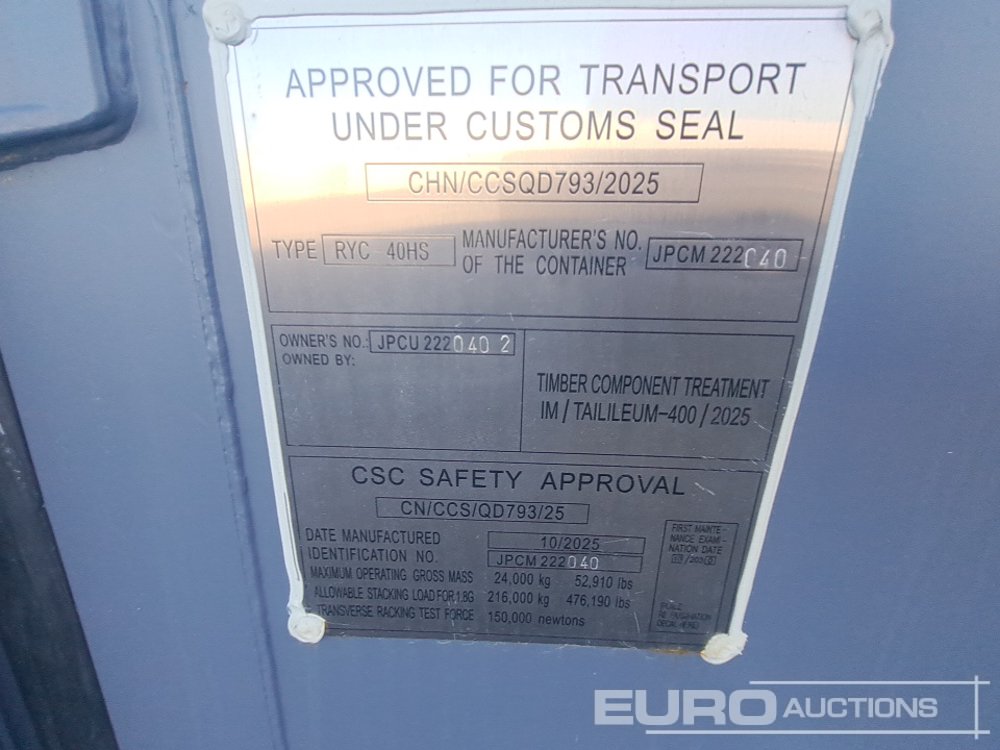 APPROVED FOR TRANSPORT
UNDER CUSTOMS SEAL
CHN/CCSQD793/2025
TYPE RYC 40HS
MANUFACTURER'S NO.
OF THE CONTAINER
JPCM 222040
OWNER'S NO.: JPCU 222040 2
OWNED BY:
TIMBER COMPONENT TREATMENT
IM / TAILILEUM-400 / 2025
CSC SAFETY APPROVAL
CN/CCS/QD793/25
DATE MANUFACTURED 10/2025
IDENTIFICATION NO. JPCM 222040
MAXIMUM OPERATING GROSS MASS 24,000 kg 52,910 lbs
ALLOWABLE STACKING LOAD FOR 1.8G 216,000 kg 476,190 lbs
TRANSVERSE RACKING TEST FORCE 150,000 newtons
FIRST MAINTE-
NANCE EXAMI-
NATION DATE
EURO AUCTIONS